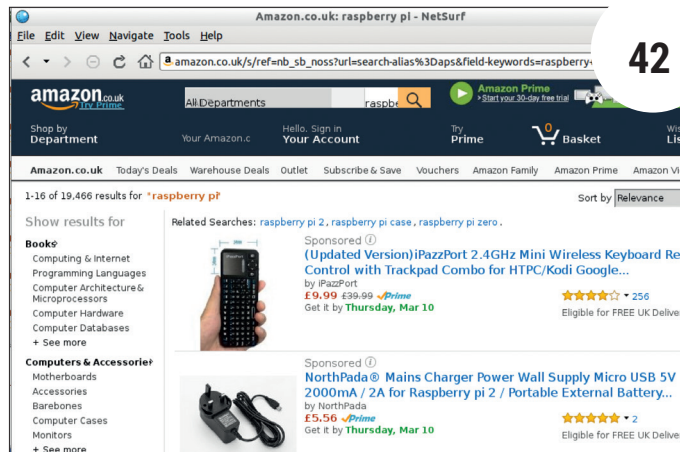 Amazon.co.uk: raspberry pi - NetSurf
File Edit View Navigate Tools Help
42
amazon.co.uk/s/ref=nb_sb_noss?url=search-alias%3Daps&field-keywords=raspberry+
amazon.co.uk
Try Prime
All Departments raspbe
Amazon Prime
>Start your 30-day free trial
Shop by
Department
Your Amazon.c
Hello. Sign in
Your Account
Try
Prime
0
Basket
Wis
Lis
Amazon.co.uk Today's Deals Warehouse Deals Outlet Subscribe & Save Vouchers Amazon Family Amazon Prime Amazon Vi
1-16 of 19,466 results for "raspberry pi"
Sort by Relevance
Show results for
Related Searches: raspberry pi 2, raspberry pi case, raspberry pi zero.
Books
Computing & Internet
Programming Languages
Computer Architecture &
Microprocessors
Computer Hardware
Computer Databases
+ See more
Sponsored
(Updated Version)iPazzPort 2.4GHz Mini Wireless Keyboard Re
Control with Trackpad Combo for HTPC/Kodi Google...
by iPazzPort
£9.99 £39.99 Prime
Get it by Thursday, Mar 10
256
Eligible for FREE UK Delive
Computers & Accessories
Motherboards
Accessories
Barebones
Computer Cases
Monitors
+ See more
Sponsored
NorthPada® Mains Charger Power Wall Supply Micro USB 5V
2000mA / 2A for Raspberry pi 2 / Portable External Battery...
by NorthPada
£5.56 Prime
Get it by Thursday, Mar 10
2
Eligible for FREE UK Delive